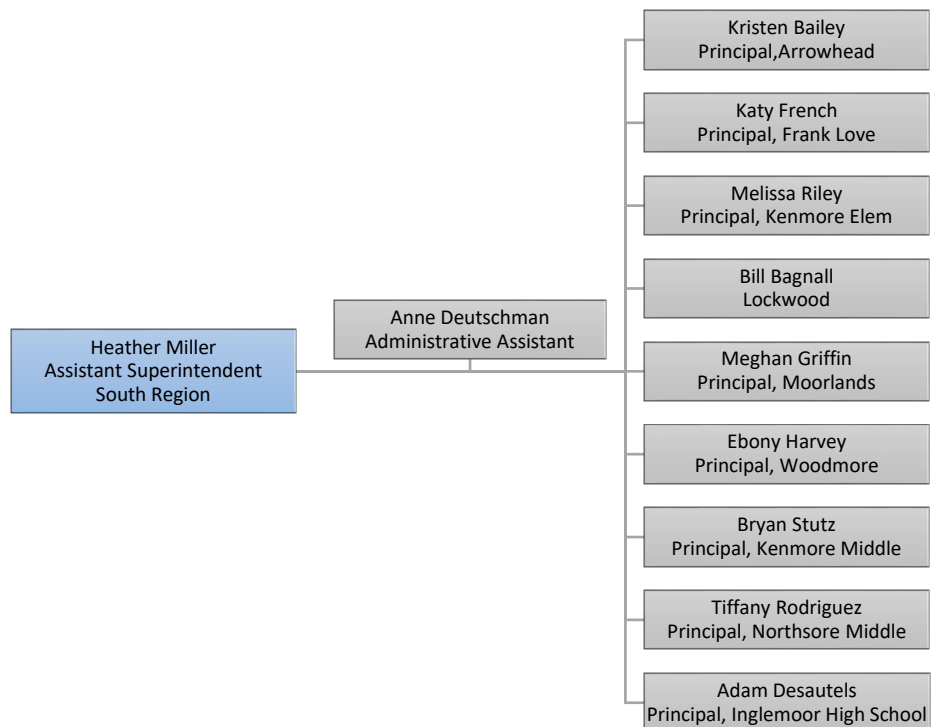 Kristen Bailey
Principal,Arrowhead
Katy French
Principal, Frank Love
Melissa Riley
Principal, Kenmore Elem
Bill Bagnall
Lockwood
Anne Deutschman
Administrative Assistant
Heather Miller
Assistant Superintendent
South Region
Meghan Griffin
Principal, Moorlands
Ebony Harvey
Principal, Woodmore
Bryan Stutz
Principal, Kenmore Middle
Tiffany Rodriguez
Principal, Northsore Middle
Adam Desautels
Principal, Inglemoor High School